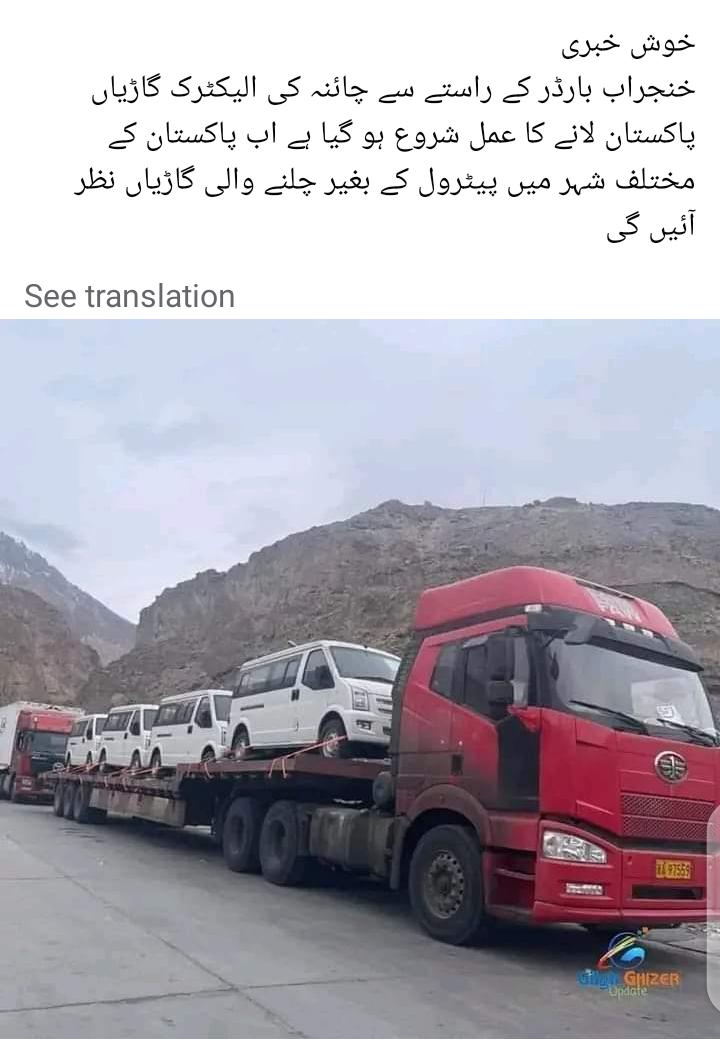 خوش خبری
خنجراب بارڈر کے راستے سے چائنہ کی الیکٹرک گاڑیاں
پاکستان لانے کا عمل شروع ہو گیا ہے اب پاکستان کے
مختلف شہر میں پیٹرول کے بغیر چلنے والی گاڑیاں نظر
آئیں گی
See translation
FAW
97559
GHIZER
Update